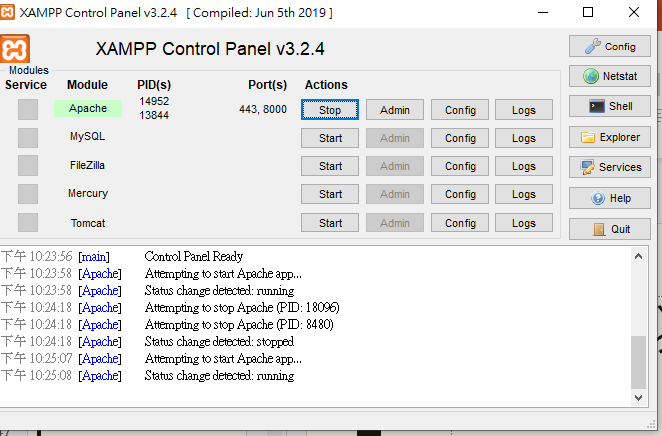 XAMPP Control Panel v3.2.4 [ Compiled: Jun 5th 2019 ]
XAMPP Control Panel v3.2.4
Config
Modules
Service Module PID(s) Port(s) Actions
Netstat
Apache 14952 13844 443, 8000 Stop Admin Config Logs
Shell
MySQL Start Admin Config Logs
Explorer
FileZilla Start Admin Config Logs
Services
Mercury Start Admin Config Logs
Help
Tomcat Start Admin Config Logs
Quit
下午 10:23:56 [main] Control Panel Ready
下午 10:23:58 [Apache] Attempting to start Apache app...
下午 10:23:58 [Apache] Status change detected: running
下午 10:24:18 [Apache] Attempting to stop Apache (PID: 18096)
下午 10:24:18 [Apache] Attempting to stop Apache (PID: 8480)
下午 10:24:18 [Apache] Status change detected: stopped
下午 10:25:07 [Apache] Attempting to start Apache app...
下午 10:25:08 [Apache] Status change detected: running